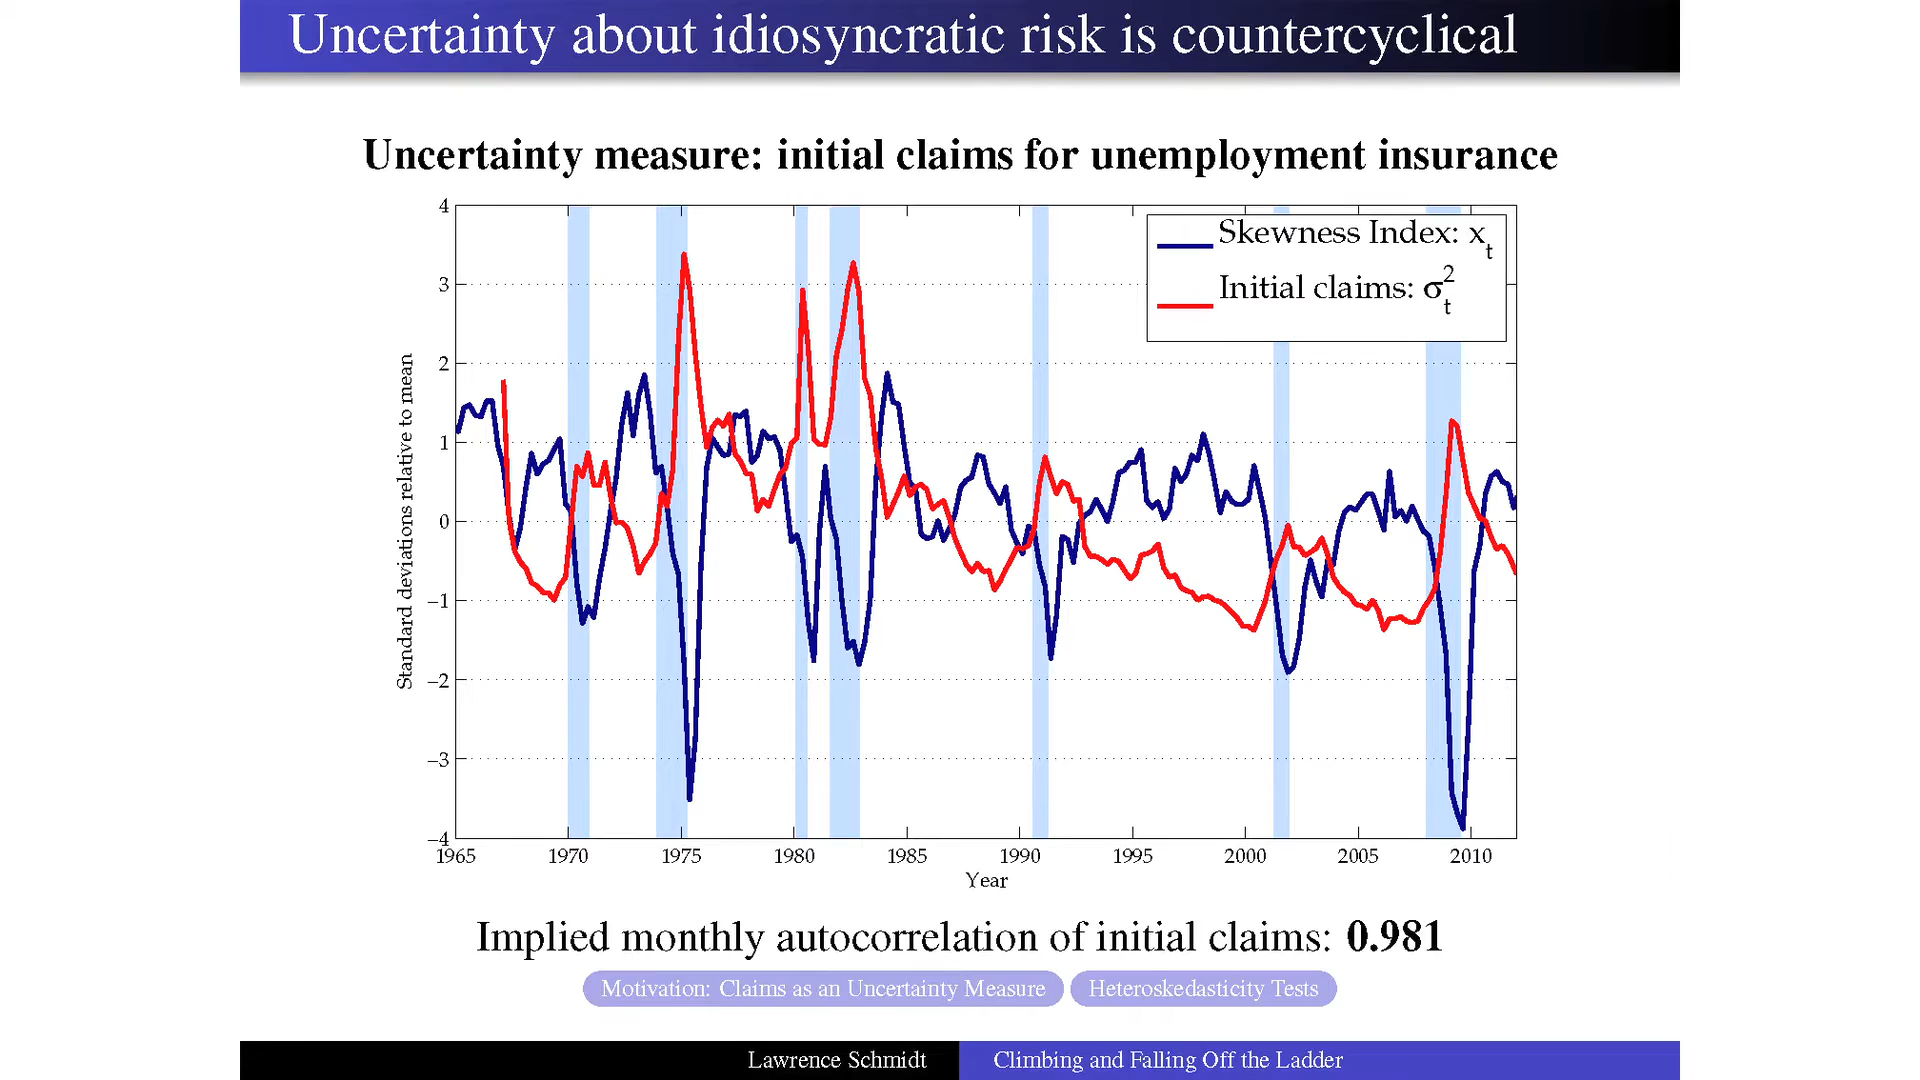 Uncertainty about idiosyncratic risk is countercyclical
Uncertainty measure: initial claims for unemployment insurance
Skewness Index: xₜ
Initial claims: σ²ₜ
Standard deviations relative to mean
4
3
2
1
0
−1
−2
−3
−4
1965 1970 1975 1980 1985 1990 1995 2000 2005 2010
Year
Implied monthly autocorrelation of initial claims: 0.981
Motivation: Claims as an Uncertainty Measure Heteroskedasticity Tests
Lawrence Schmidt Climbing and Falling Off the Ladder